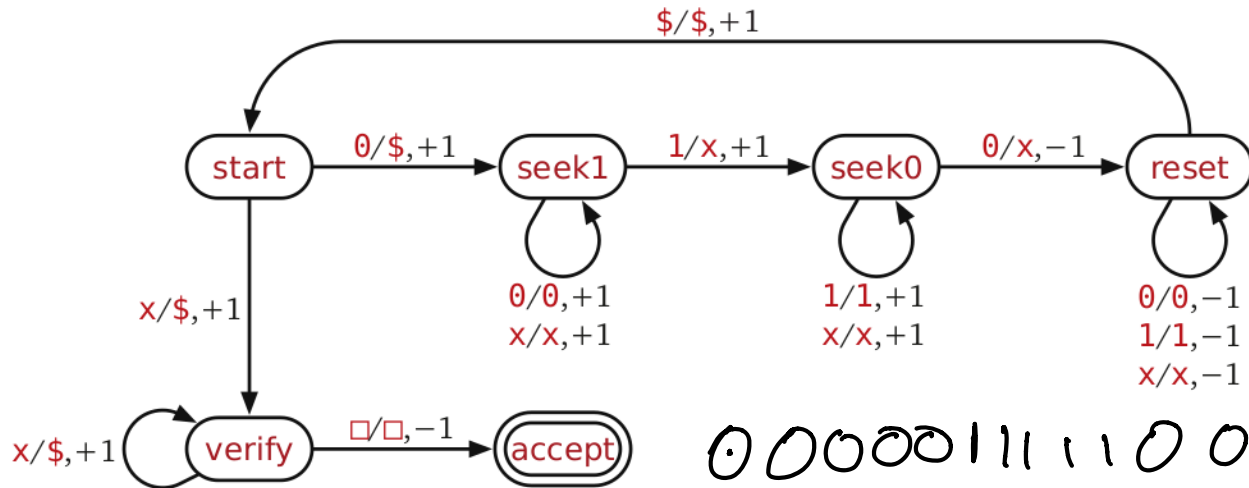 $/$,+1
start
0/$,+1
seek1
1/x,+1
seek0
0/x,−1
reset
0/0,+1
x/x,+1
1/1,+1
x/x,+1
0/0,−1
1/1,−1
x/x,−1
x/$,+1
x/$,+1
verify
□/□,−1
accept
000001111100